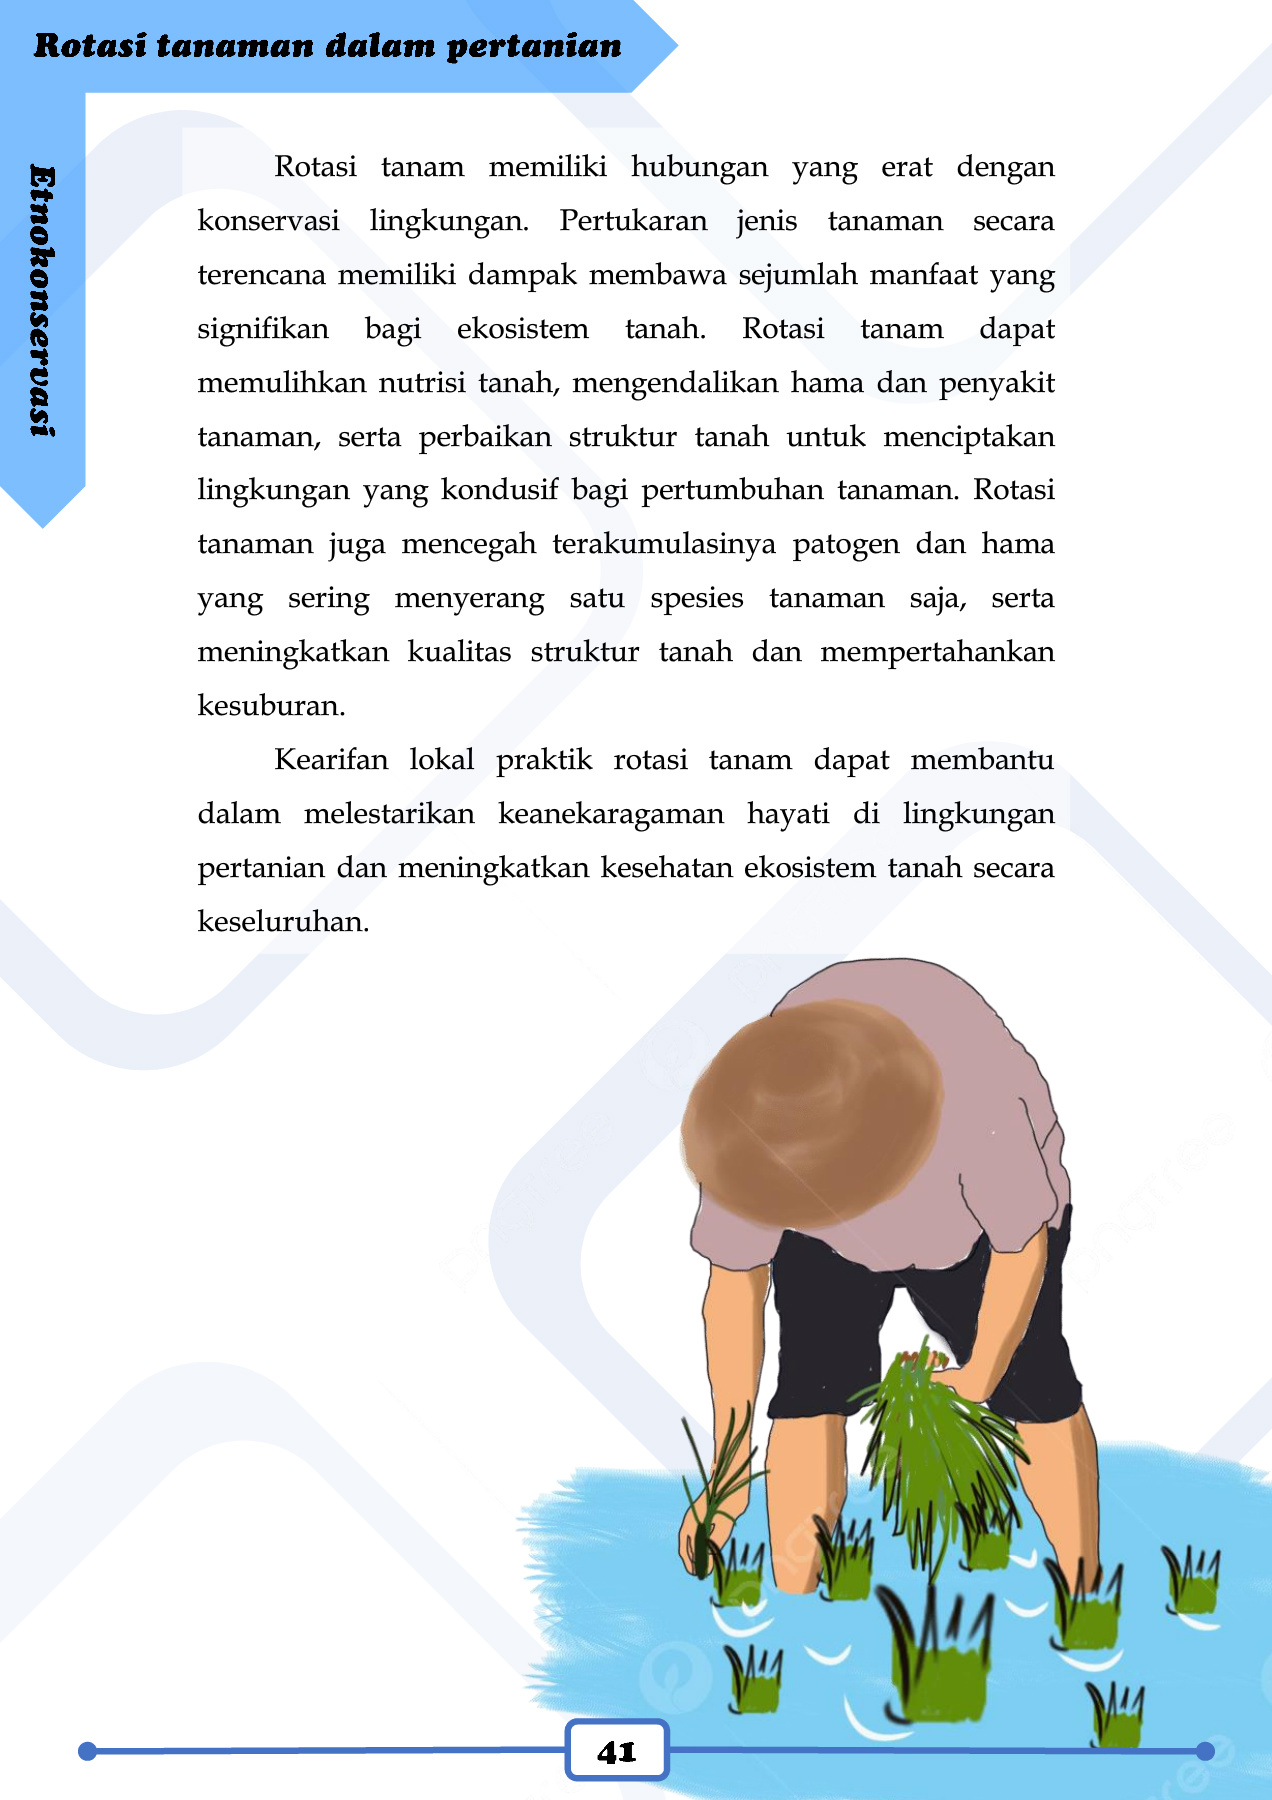 Rotasi tanaman dalam pertanian
Etnokonservasi
Rotasi tanam memiliki hubungan yang erat dengan
konservasi lingkungan. Pertukaran jenis tanaman secara
terencana memiliki dampak membawa sejumlah manfaat yang
signifikan bagi ekosistem tanah. Rotasi tanam dapat
memulihkan nutrisi tanah, mengendalikan hama dan penyakit
tanaman, serta perbaikan struktur tanah untuk menciptakan
lingkungan yang kondusif bagi pertumbuhan tanaman. Rotasi
tanaman juga mencegah terakumulasinya patogen dan hama
yang sering menyerang satu spesies tanaman saja, serta
meningkatkan kualitas struktur tanah dan mempertahankan
kesuburan.
Kearifan lokal praktik rotasi tanam dapat membantu
dalam melestarikan keanekaragaman hayati di lingkungan
pertanian dan meningkatkan kesehatan ekosistem tanah secara
keseluruhan.
pngtree
pngtree
pngtree
41